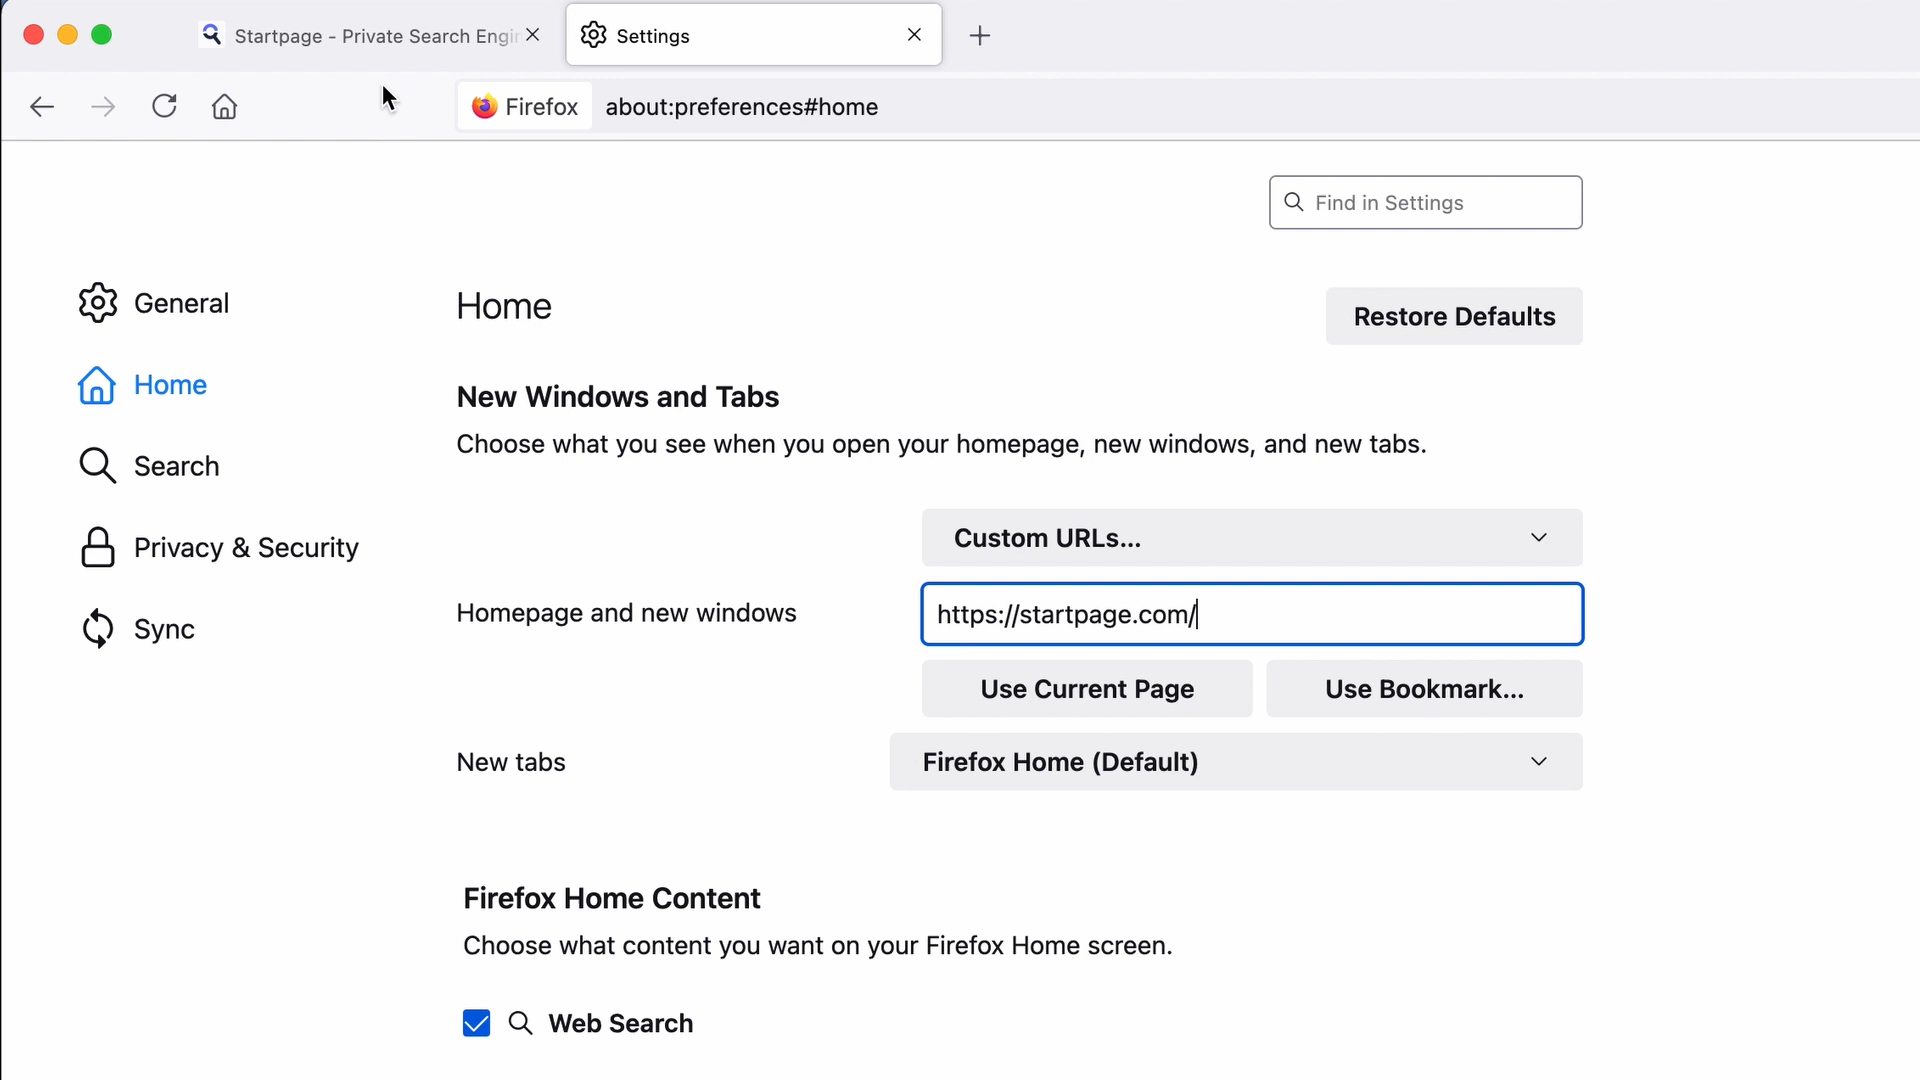 Startpage - Private Search Engin
Settings
Firefox about:preferences#home
Find in Settings
General
Home
Search
Privacy & Security
Sync
Home
Restore Defaults
New Windows and Tabs
Choose what you see when you open your homepage, new windows, and new tabs.
Custom URLs...
Homepage and new windows
https://startpage.com/
Use Current Page
Use Bookmark...
New tabs
Firefox Home (Default)
Firefox Home Content
Choose what content you want on your Firefox Home screen.
Web Search